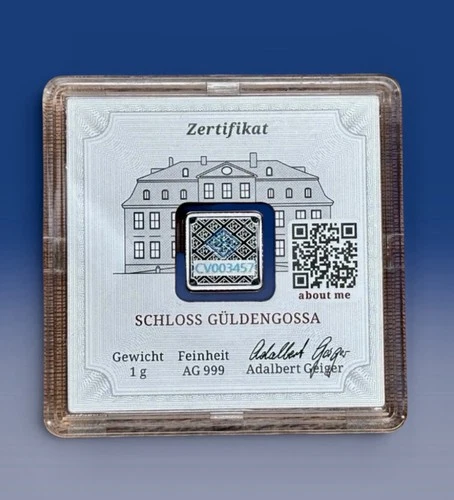 Zertifikat
CV003457
about me
SCHLOSS GÜLDENGOSSA
Gewicht Feinheit Adalbert Geiger
1 g AG 999 Adalbert Geiger